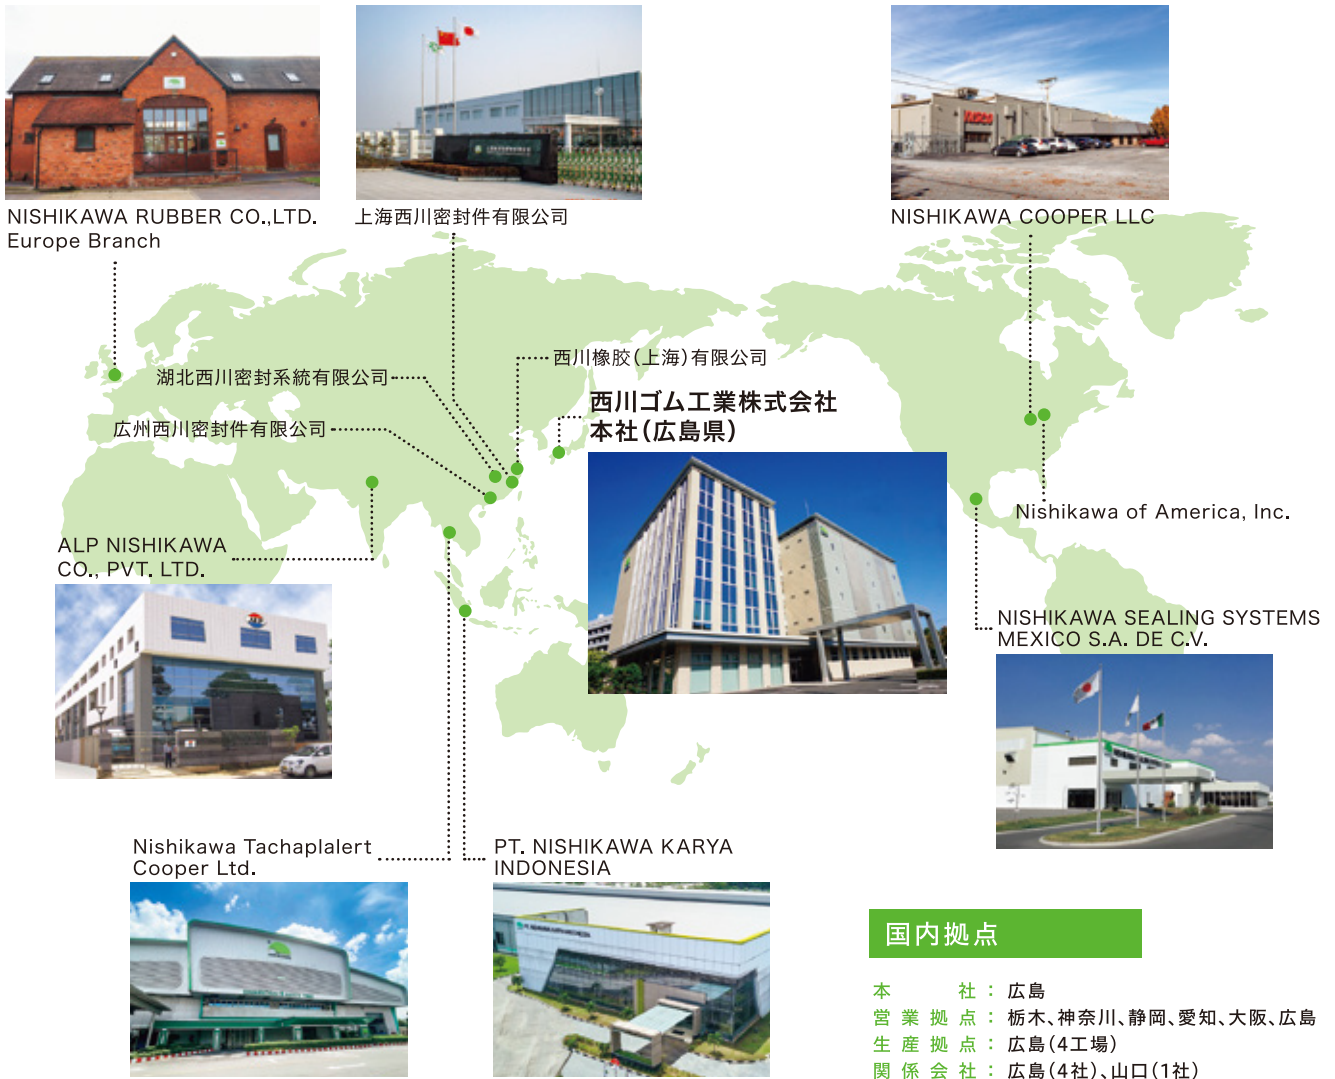 NISHIKAWA RUBBER CO.,LTD.
Europe Branch
上海西川密封件有限公司
NISHIKAWA COOPER LLC
西川橡胶(上海)有限公司
湖北西川密封系統有限公司
西川ゴム工業株式会社
本社(広島県)
広州西川密封件有限公司
Nishikawa of America, Inc.
ALP NISHIKAWA
CO., PVT. LTD.
NISHIKAWA SEALING SYSTEMS
MEXICO S.A. DE C.V.
Nishikawa Tachaplalert
Cooper Ltd.
PT. NISHIKAWA KARYA
INDONESIA
国内拠点
本社：広島
営業拠点：栃木、神奈川、静岡、愛知、大阪、広島
生産拠点：広島(4工場)
関係会社：広島(4社)、山口(1社)